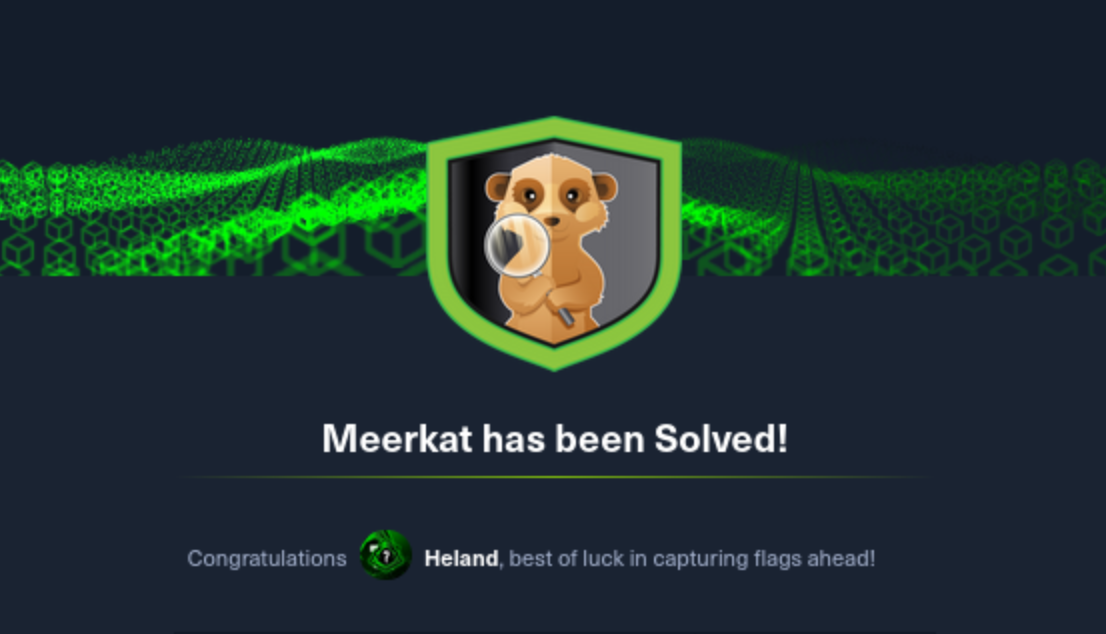 Meerkat has been Solved!
Congratulations Heland, best of luck in capturing flags ahead!